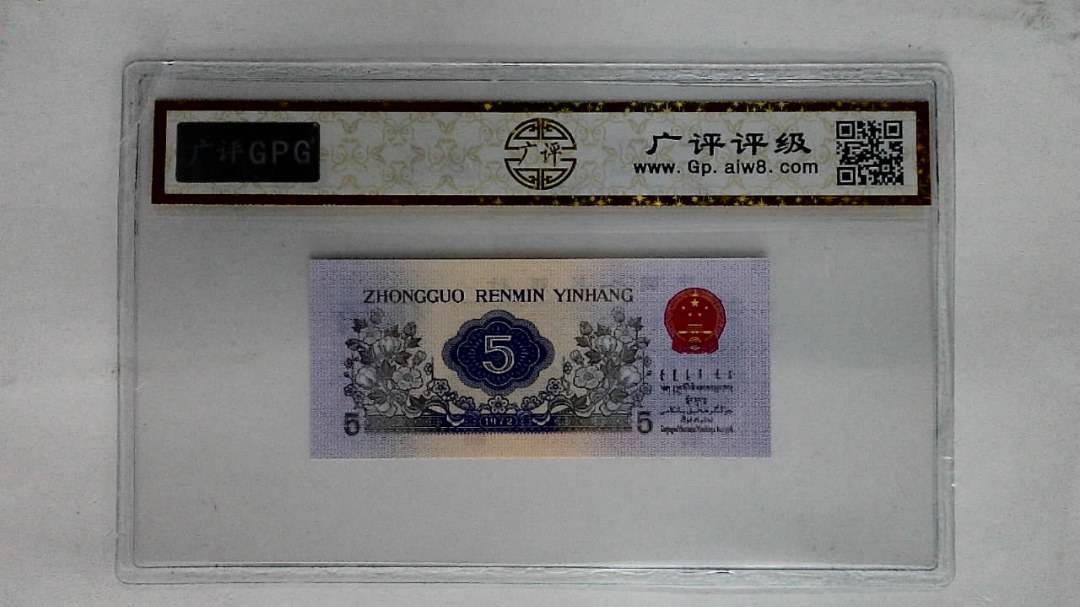 广评GPG
广评
广评评级
www.Gp.aiw8.com
ZHONGGUO RENMIN YINHANG
5
5
1972
5